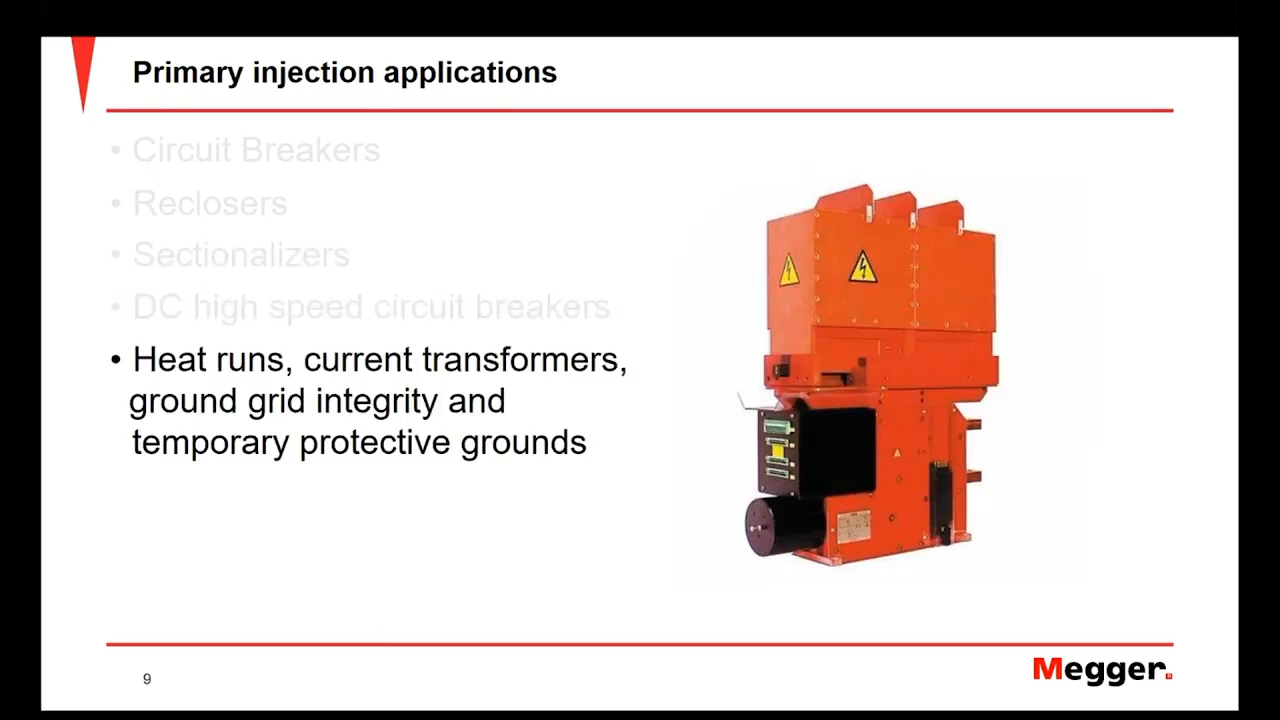 Primary injection applications
• Circuit Breakers
• Reclosers
• Sectionalizers
• DC high speed circuit breakers
• Heat runs, current transformers,
ground grid integrity and
temporary protective grounds
9
Megger